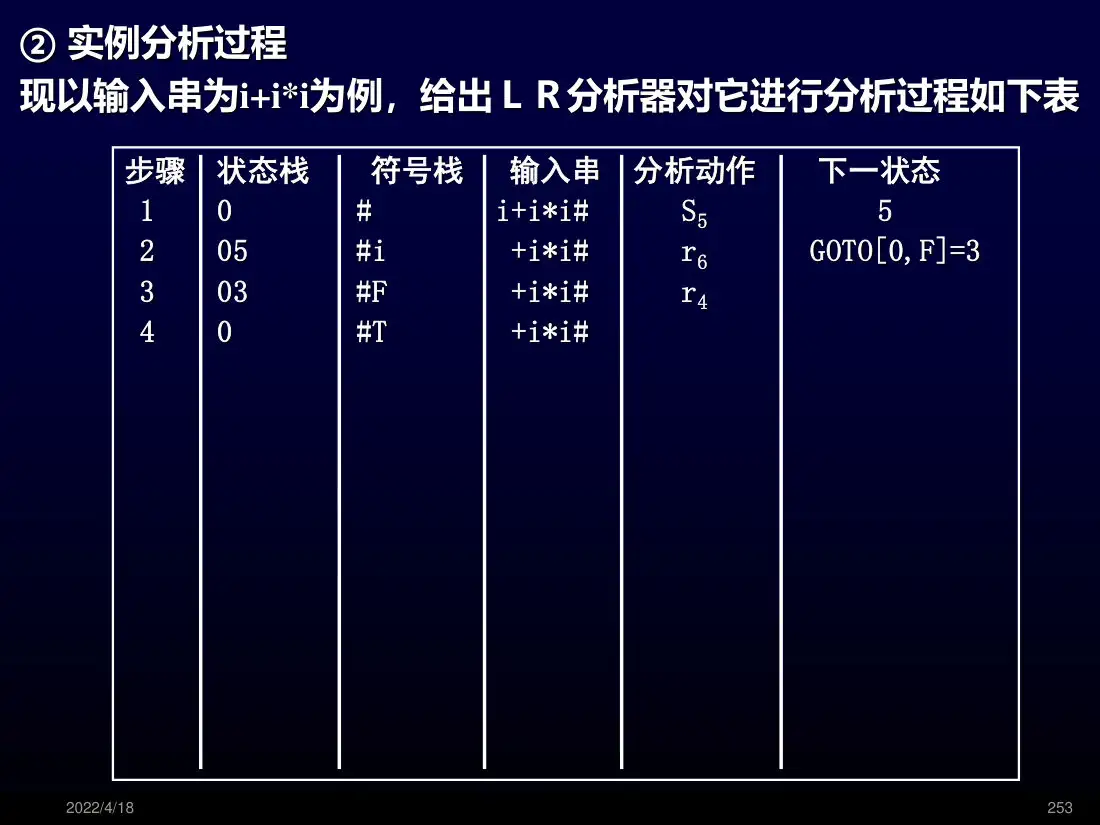 ② 实例分析过程
现以输入串为i+i*i为例，给出ＬＲ分析器对它进行分析过程如下表
步骤 状态栈 符号栈 输入串 分析动作 下一状态
1 0 # i+i*i# S5 5
2 05 #i +i*i# r6 GOTO[0,F]=3
3 03 #F +i*i# r4
4 0 #T +i*i#
2022/4/18 253